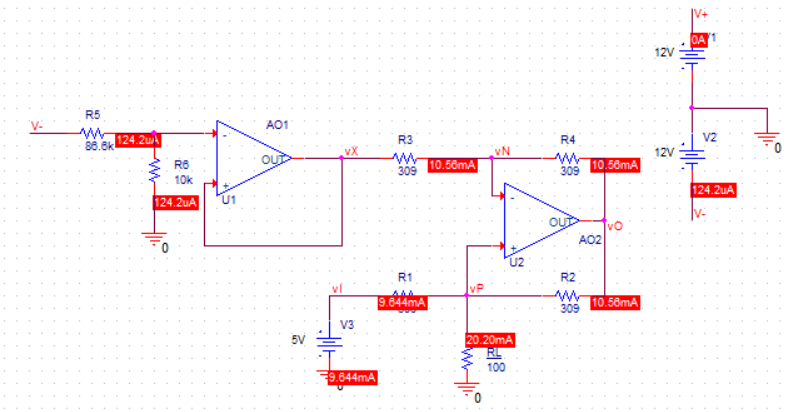 V+
0A
V1
12V
R5
AO1
V-
124.2uA
86.6k
-
OUT
vX
R3
vN
R4
V2
0
R6
10k
309
10.56mA
309
10.56mA
12V
124.2uA
+
U1
124.2uA
-
OUT
V-
vO
0
AO2
+
U2
vI
R1
vP
R2
9.644mA
309
10.56mA
5V
V3
20.20mA
RL
100
9.644mA
0
0